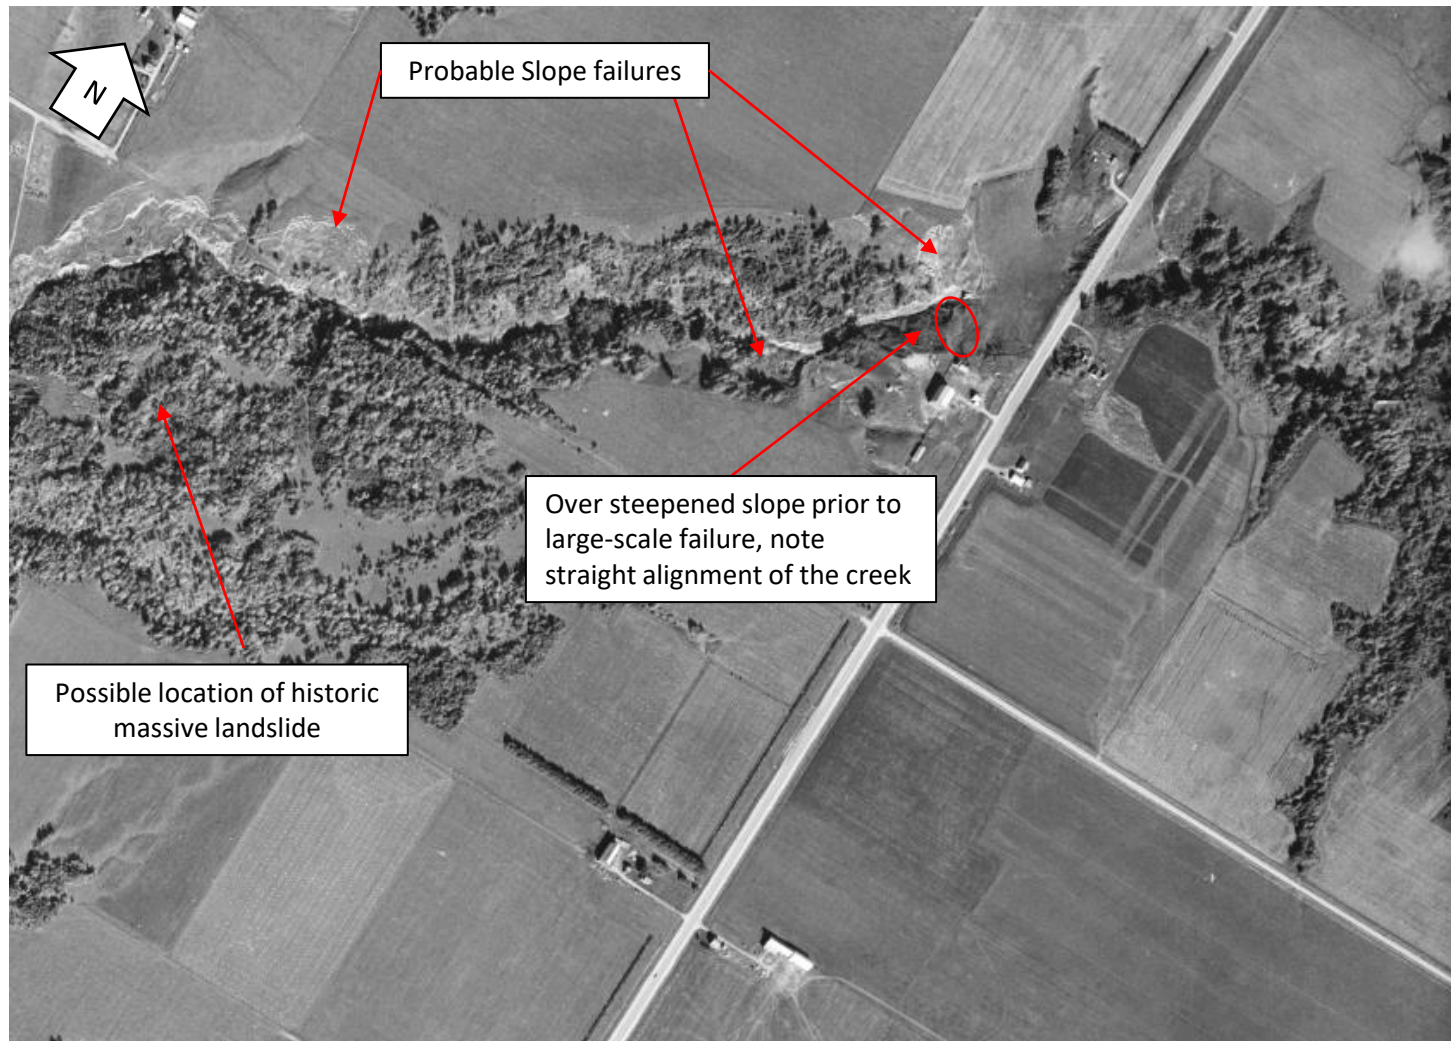 N
Probable Slope failures
Over steepened slope prior to
large-scale failure, note
straight alignment of the creek
Possible location of historic
massive landslide